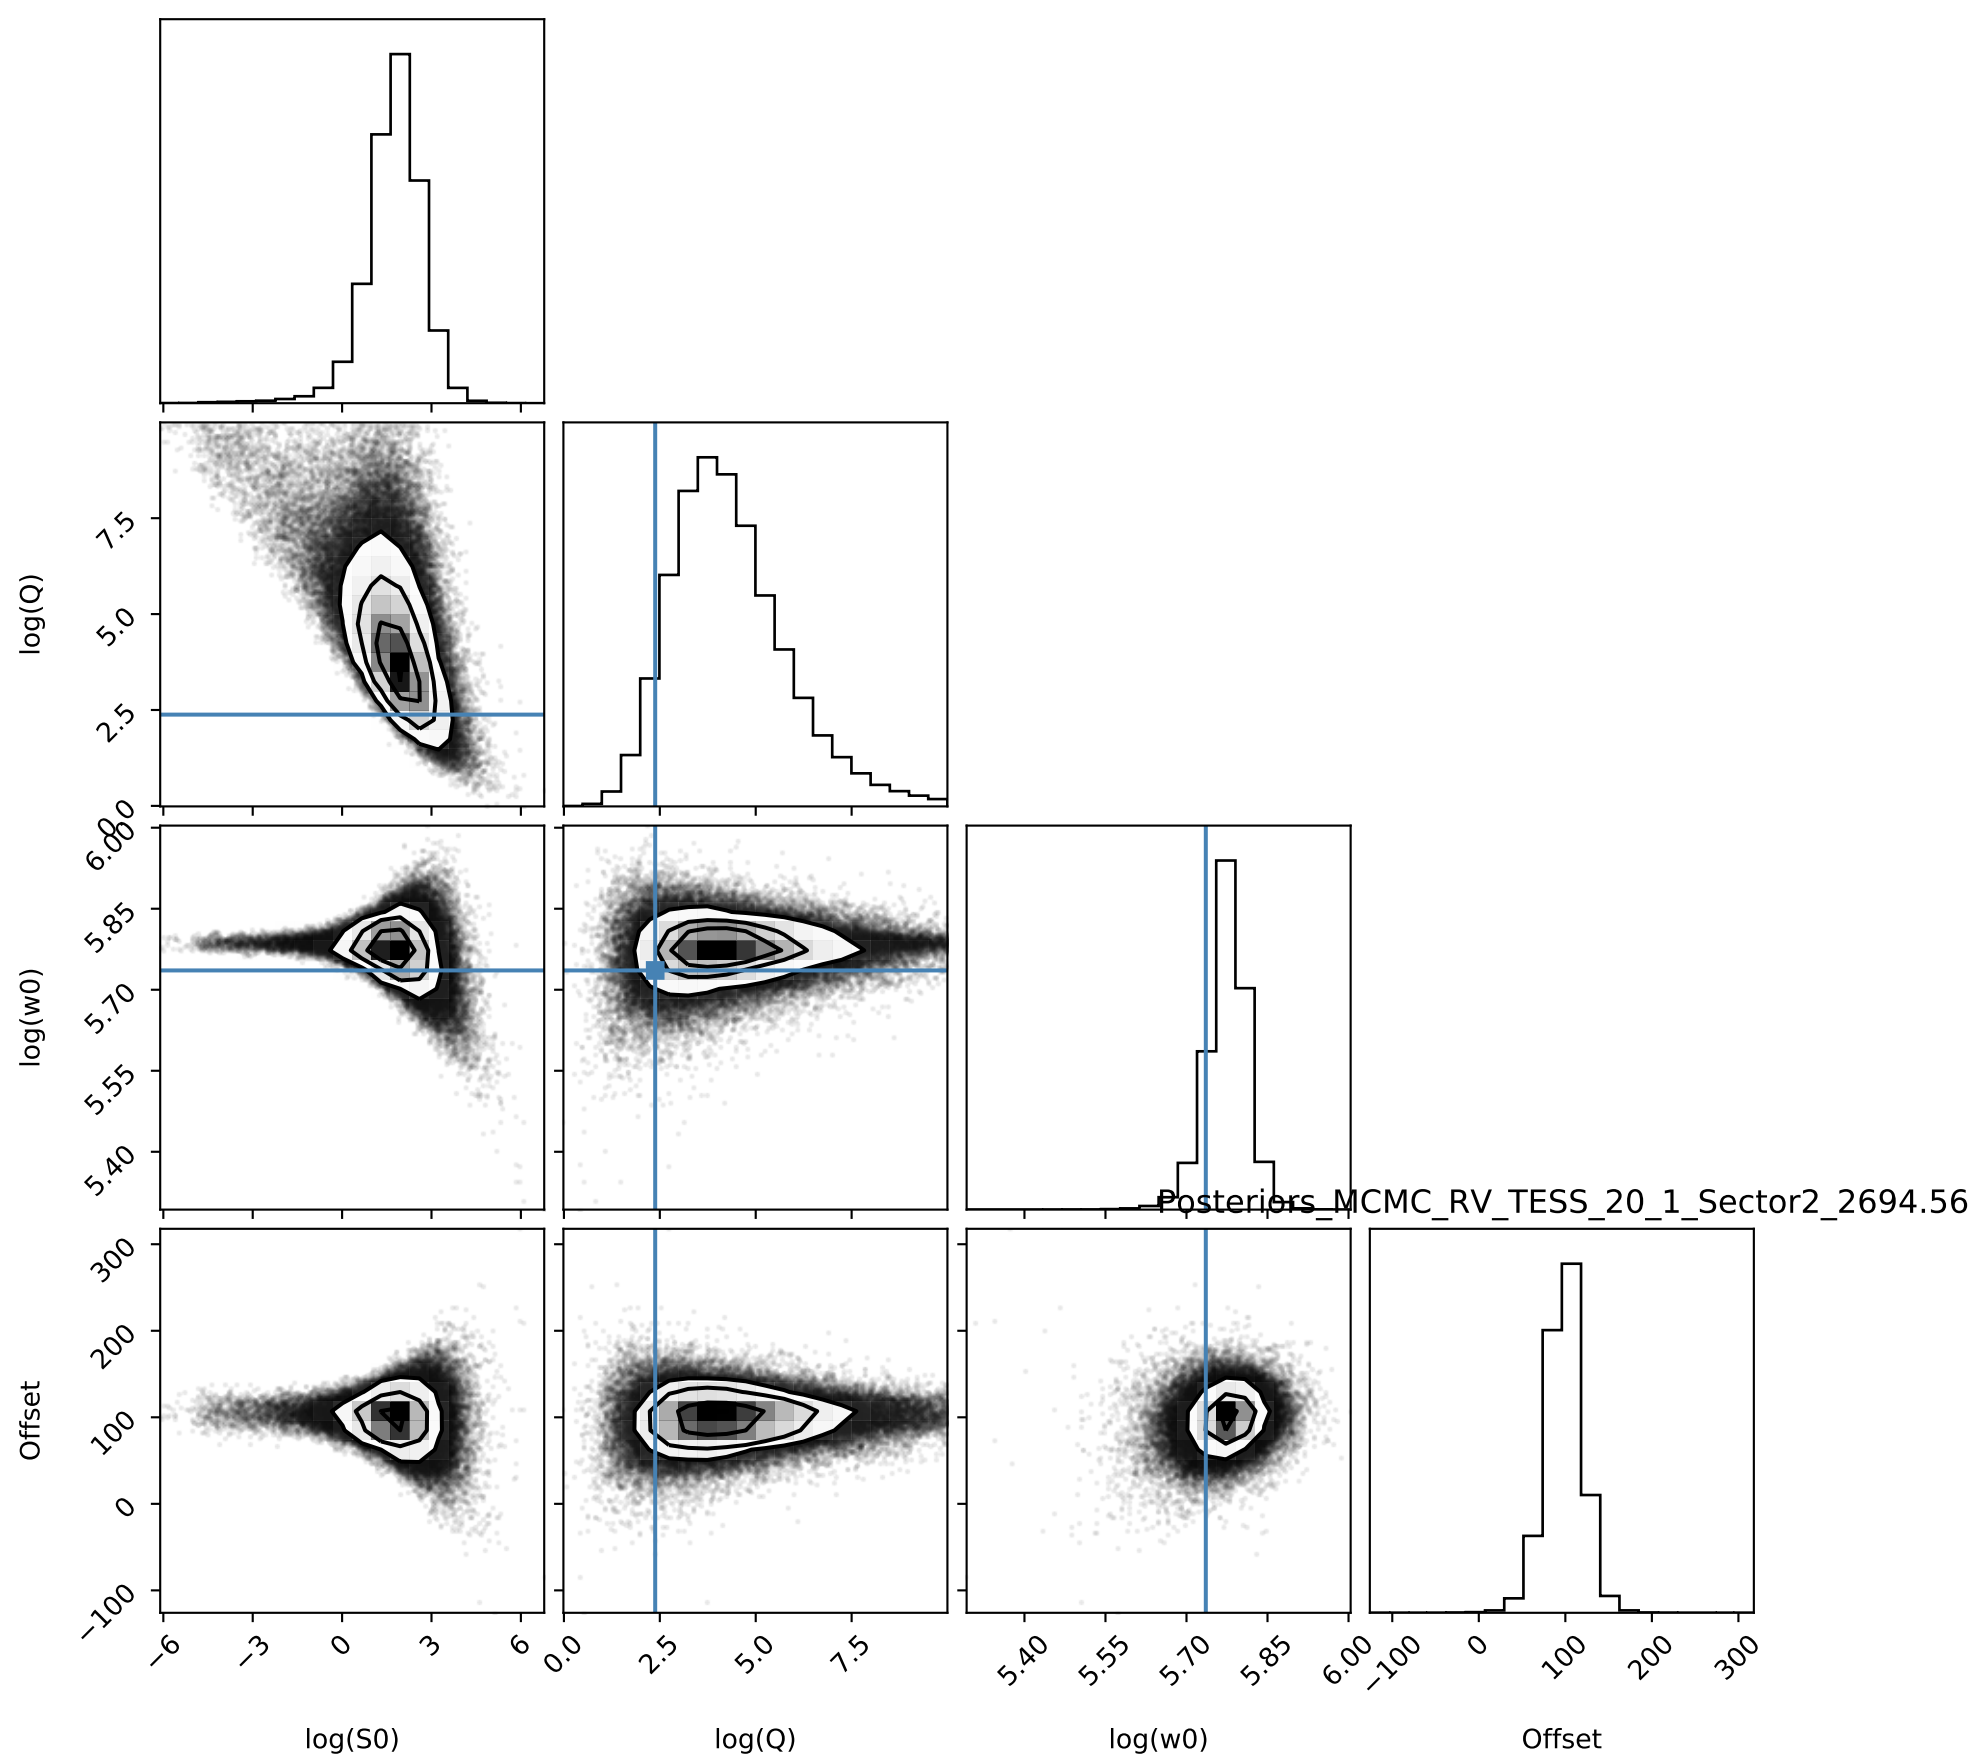 log(Q)
7.5
5.0
2.5
0.0
log(w0)
6.00
5.85
5.70
5.55
5.40
Posteriors_MCMC_RV_TESS_20_1_Sector2_2694.56
Offset
300
200
100
0
−100
−6 −3 0 3 6 0.0 2.5 5.0 7.5 5.40 5.55 5.70 5.85 6.00 −100 0 100 200 300
log(S0) log(Q) log(w0) Offset